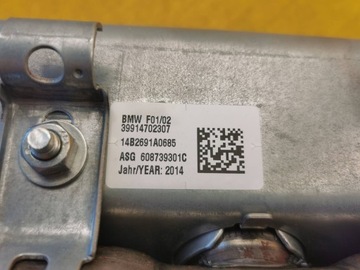 BMW F01/02
39914702307
14B2691A0685
ASG 608739301C
Jahr/YEAR: 2014